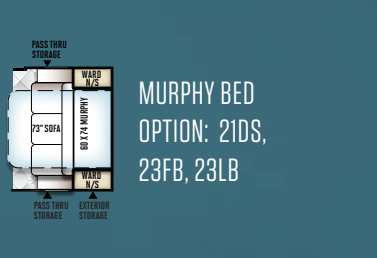 PASS THRU
STORAGE
WARD
N/S
73" SOFA
60 X 74 MURPHY
WARD
N/S
PASS THRU
STORAGE
EXTERIOR
STORAGE
MURPHY BED
OPTION: 21DS,
23FB, 23LB